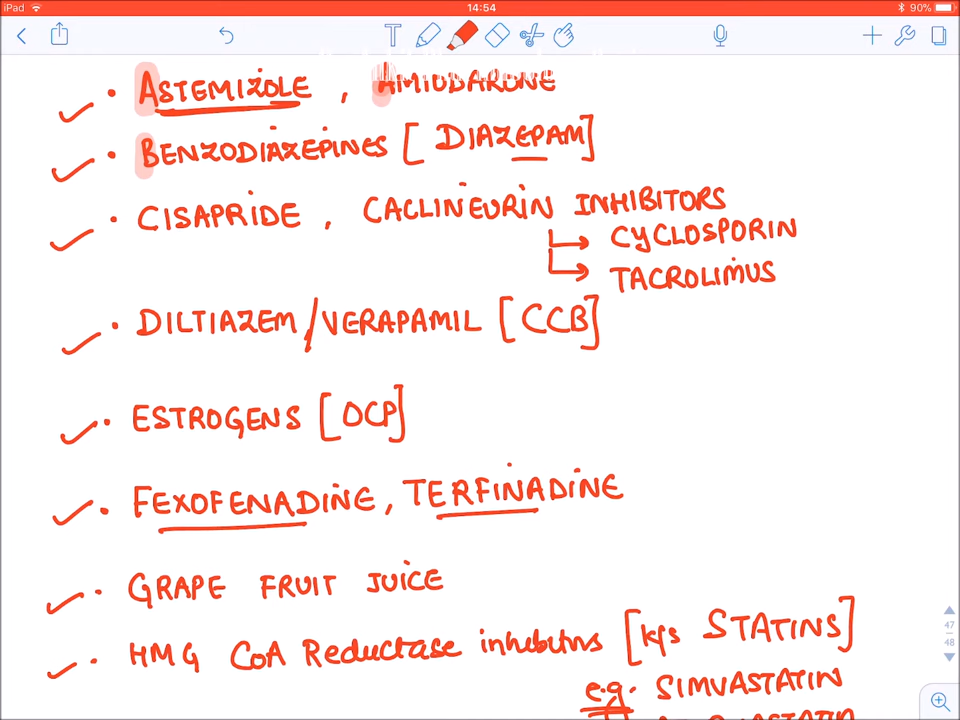 iPad 14:54 90%
T
• ASTEMIZOLE , AMIODARONE
• BENZODIAZEPINES [ DIAZEPAM]
• CISAPRIDE , CACLINEURIN INHIBITORS
→ CYCLOSPORIN
→ TACROLIMUS
• DILTIAZEM/VERAPAMIL [CCB]
• ESTROGENS [OCP]
• FEXOFENADINE, TERFINADINE
• GRAPE FRUIT JUICE
• HMG COA Reductase inhibitors [k/s STATINS]
e.g. SIMVASTATIN
47
48